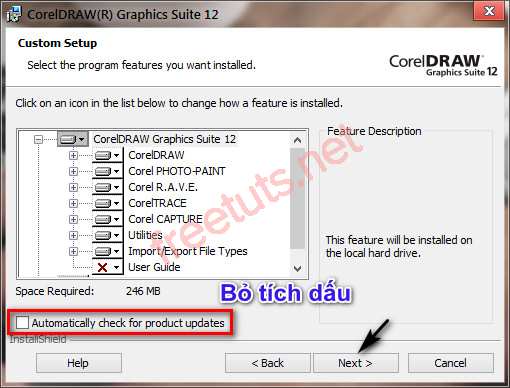 CorelDRAW(R) Graphics Suite 12
Custom Setup
Select the program features you want installed.
CorelDRAW
Graphics Suite 12
Click on an icon in the list below to change how a feature is installed.
CorelDRAW Graphics Suite 12
CorelDRAW
Corel PHOTO-PAINT
Corel R.A.V.E.
CorelTRACE
Corel CAPTURE
Utilities
Import/Export File Types
User Guide
Feature Description
This feature will be installed on
the local hard drive.
freetuts.net
Space Required: 246 MB
Bỏ tích dấu
Automatically check for product updates
InstallShield
Help < Back Next > Cancel